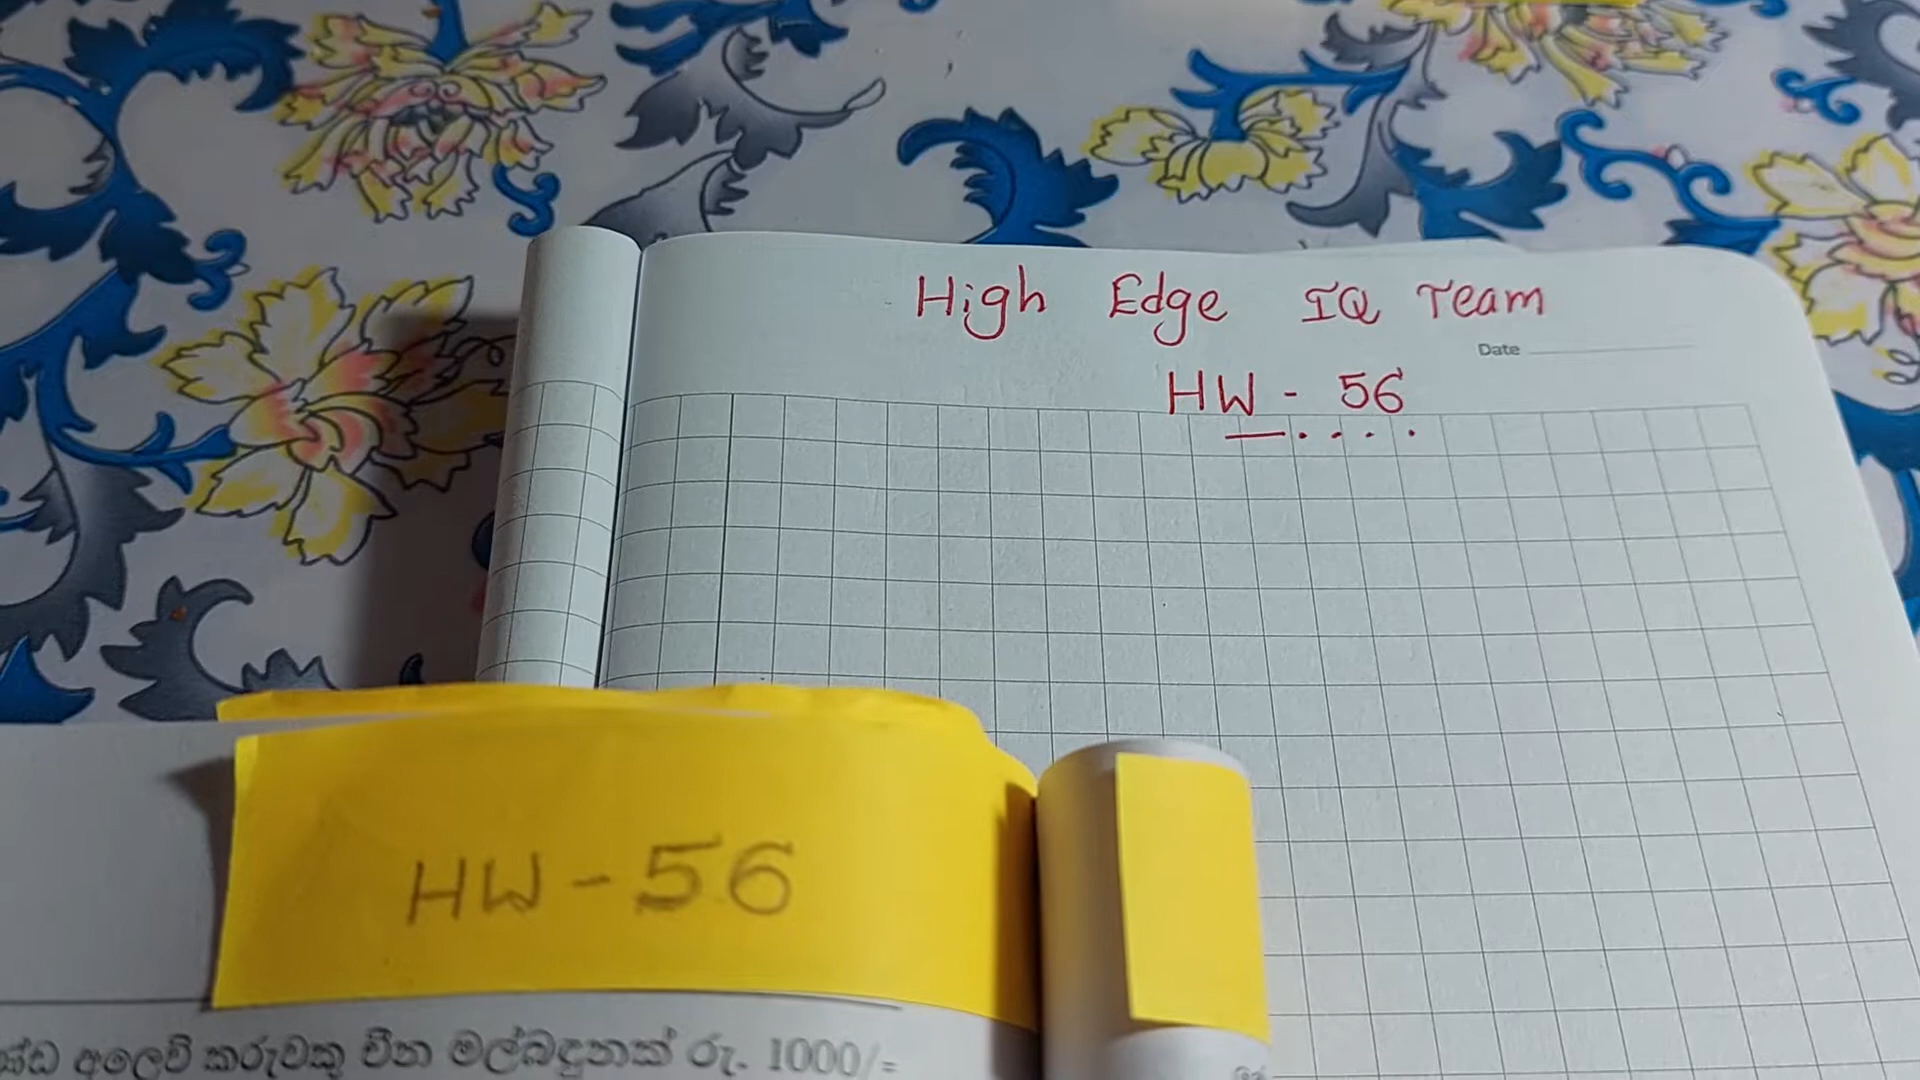 High Edge IQ Team
Date
HW - 56
HW - 56
අලෙවි කරුවකු චීන මල්බඳුනක් රු. 1000/=